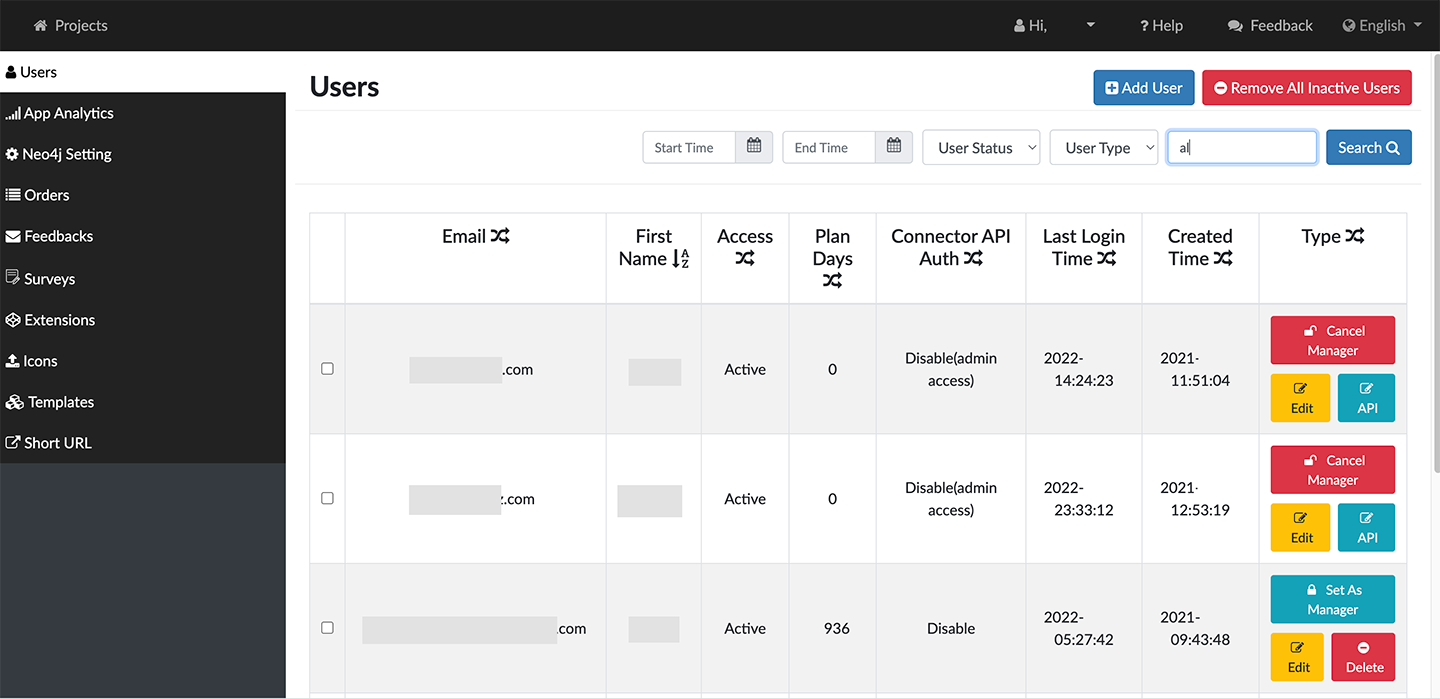 Projects
Hi,
? Help
Feedback
English
Users
App Analytics
Neo4j Setting
Orders
Feedbacks
Surveys
Extensions
Icons
Templates
Short URL
Users
Add User
Remove All Inactive Users
Start Time
End Time
User Status
User Type
al
Search
Email
First
Name
Access
Plan
Days
Connector API
Auth
Last Login
Time
Created
Time
Type
.com
Active
0
Disable(admin
access)
2022-
14:24:23
2021-
11:51:04
Cancel
Manager
Edit
API
.com
Active
0
Disable(admin
access)
2022-
23:33:12
2021-
12:53:19
Cancel
Manager
Edit
API
.com
Active
936
Disable
2022-
05:27:42
2021-
09:43:48
Set As
Manager
Edit
Delete